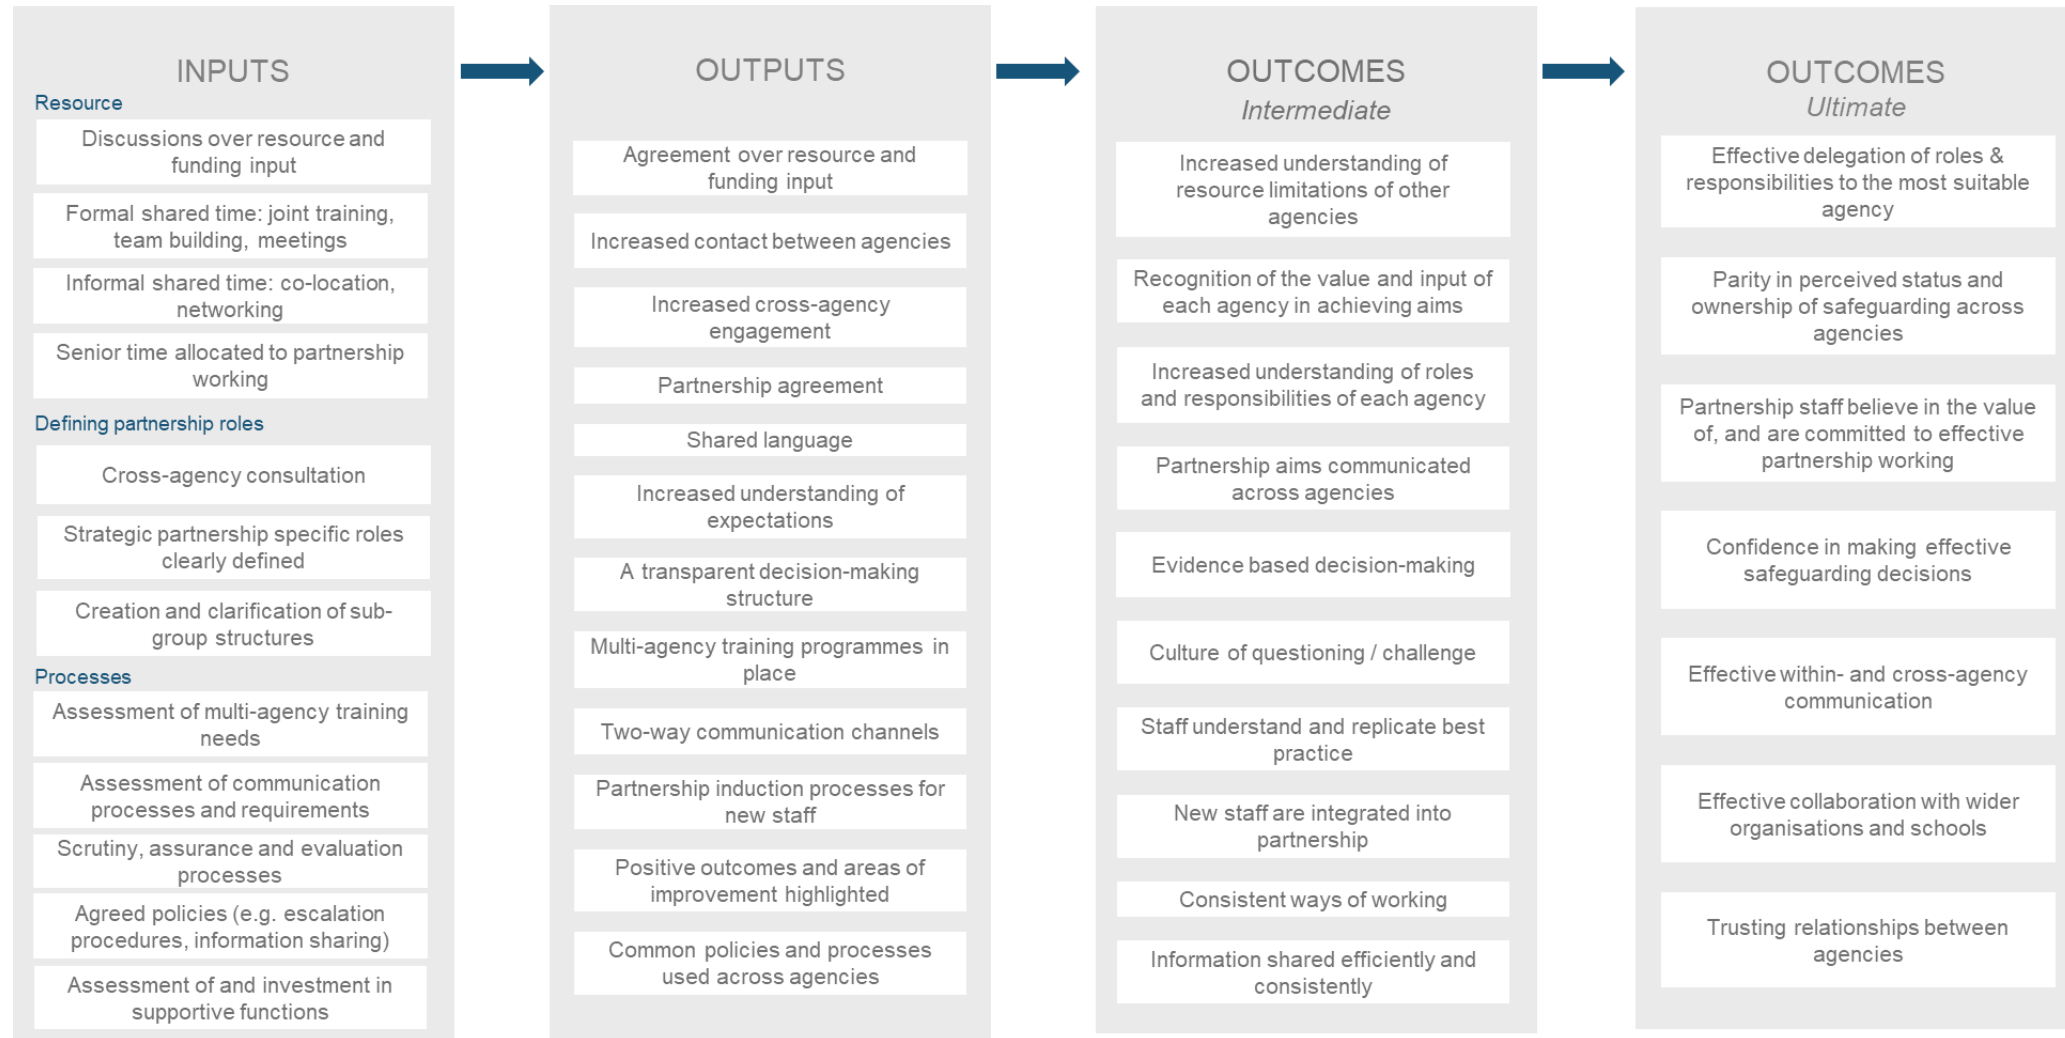 INPUTS
Resource
Discussions over resource and
funding input
Formal shared time: joint training,
team building, meetings
Informal shared time: co-location,
networking
Senior time allocated to partnership
working
Defining partnership roles
Cross-agency consultation
Strategic partnership specific roles
clearly defined
Creation and clarification of sub-
group structures
Processes
Assessment of multi-agency training
needs
Assessment of communication
processes and requirements
Scrutiny, assurance and evaluation
processes
Agreed policies (e.g. escalation
procedures, information sharing)
Assessment of and investment in
supportive functions
OUTPUTS
Agreement over resource and
funding input
Increased contact between agencies
Increased cross-agency
engagement
Partnership agreement
Shared language
Increased understanding of
expectations
A transparent decision-making
structure
Multi-agency training programmes in
place
Two-way communication channels
Partnership induction processes for
new staff
Positive outcomes and areas of
improvement highlighted
Common policies and processes
used across agencies
OUTCOMES
Intermediate
Increased understanding of
resource limitations of other
agencies
Recognition of the value and input of
each agency in achieving aims
Increased understanding of roles
and responsibilities of each agency
Partnership aims communicated
across agencies
Evidence based decision-making
Culture of questioning / challenge
Staff understand and replicate best
practice
New staff are integrated into
partnership
Consistent ways of working
Information shared efficiently and
consistently
OUTCOMES
Ultimate
Effective delegation of roles &
responsibilities to the most suitable
agency
Parity in perceived status and
ownership of safeguarding across
agencies
Partnership staff believe in the value
of, and are committed to effective
partnership working
Confidence in making effective
safeguarding decisions
Effective within- and cross-agency
communication
Effective collaboration with wider
organisations and schools
Trusting relationships between
agencies